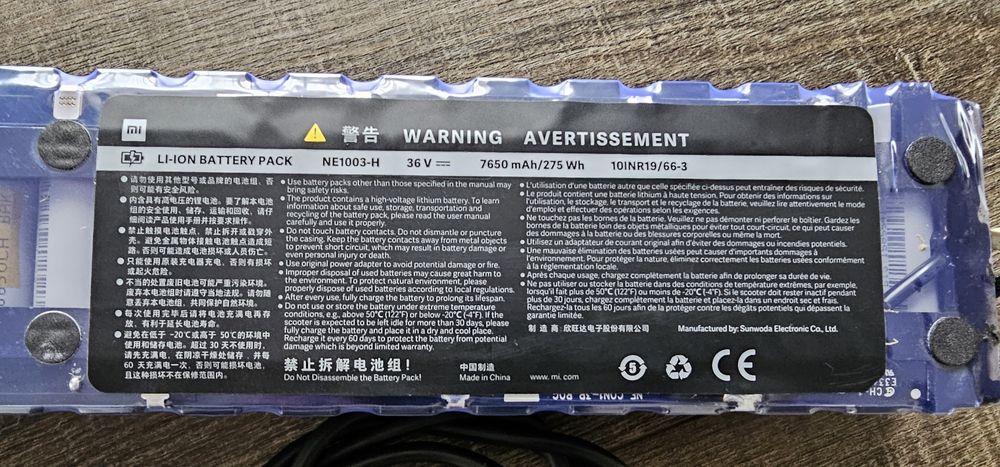 mi
警告 WARNING AVERTISSEMENT
LI-ION BATTERY PACK NE1003-H 36 V 7650 mAh/275 Wh 10INR19/66-3
● 请勿使用其他型号或品牌的电池组、否
则可能有安全风险。
● 内含具有高电压的锂电池。要了解本电池
组的安全使用、储存、运输和回收、请仔
细阅读产品使用手册并按要求操作。
● 禁止触摸电池触点、禁止拆开或戳穿外
壳。避免金属物体接触电池触点造成短
路。否则可能造成电池损坏或人员伤亡。
● 只能使用原装充电器充电、否则有损坏
或起火危险。
● 不当的处置废旧电池可能严重污染环境。
废弃本电池组时请遵守当地法规。请勿随
意丢弃本电池组、共同保护自然环境。
● 每次使用完毕后请将电池充满电再存
放、有利于延长电池寿命。
● 避免在低于 -20℃或高于 50℃的环境中
使用和储存电池。超过 30 天不使用时、
请先充满电、在阴凉干燥处储存、并每
60 天充满电一次、否则可能损坏电池、
且这种损坏不在保修范围内。
● Use battery packs other than those specified in the manual may
bring safety risks.
● The product contains a high-voltage lithium battery. To learn
information about safe use, storage, transportation and
recycling of the battery pack, please read the user manual
carefully and use it properly.
● Do not touch battery contacts. Do not dismantle or puncture
the casing. Keep the battery contacts away from metal objects
to prevent short circuit, which may result in battery damage or
even personal injury or death.
● Use original power adapter to avoid potential damage or fire.
● Improper disposal of used batteries may cause great harm to
the environment. To protect natural environment, please
properly dispose of used batteries according to local regulations.
● After every use, fully charge the battery to prolong its lifespan.
● Do not use or store the battery under extreme temperature
conditions, e.g., above 50°C (122°F) or below -20°C (-4°F). If the
scooter is expected to be left idle for more than 30 days, please
fully charge the battery and place it in a dry and cool place.
Recharge it every 60 days to protect the battery from potential
damage which is beyond limited warranty.
● L'utilisation d'une batterie autre que celle spécifiée ci-dessus peut entraîner des risques de sécurité.
● Le produit contient une batterie lithium à haute tension. Pour obtenir des informations sur
l'utilisation, le stockage, le transport et le recyclage de la batterie, veuillez lire attentivement le mode
d'emploi et effectuer des opérations selon les exigences.
● Ne touchez pas les bornes de la batterie. Veuillez ne pas démonter ni perforer le boîtier. Gardez les
bornes de la batterie loin des objets métalliques pour éviter tout court-circuit, ce qui peut causer
des dommages à la batterie ou des blessures corporelles ou même la mort.
● Utilisez un adaptateur de courant original afin d'éviter des dommages ou incendies potentiels.
● Une mauvaise élimination des batteries usées peut causer d'importants dommages à
l'environnement. Pour protéger la nature, éliminez correctement les batteries usées conformément
à la réglementation locale.
● Après chaque usage, chargez complètement la batterie afin de prolonger sa durée de vie.
● Ne pas utiliser ou stocker la batterie dans des conditions de température extrêmes, par exemple,
lorsqu'il fait plus de 50°C (122°F) ou moins de -20°C (-4°F). Si le scooter doit rester inactif pendant
plus de 30 jours, chargez complètement la batterie et placez-la dans un endroit sec et frais.
Rechargez-la tous les 60 jours afin de la protéger contre les dégâts potentiels qui dépassent la
garantie limitée.
制 造 商：欣旺达电子股份有限公司 Manufactured by: Sunwoda Electronic Co., Ltd.
禁止拆解电池组！
Do Not Disassemble the Battery Pack!
中国制造
Made in China www. mi. com
5
CE